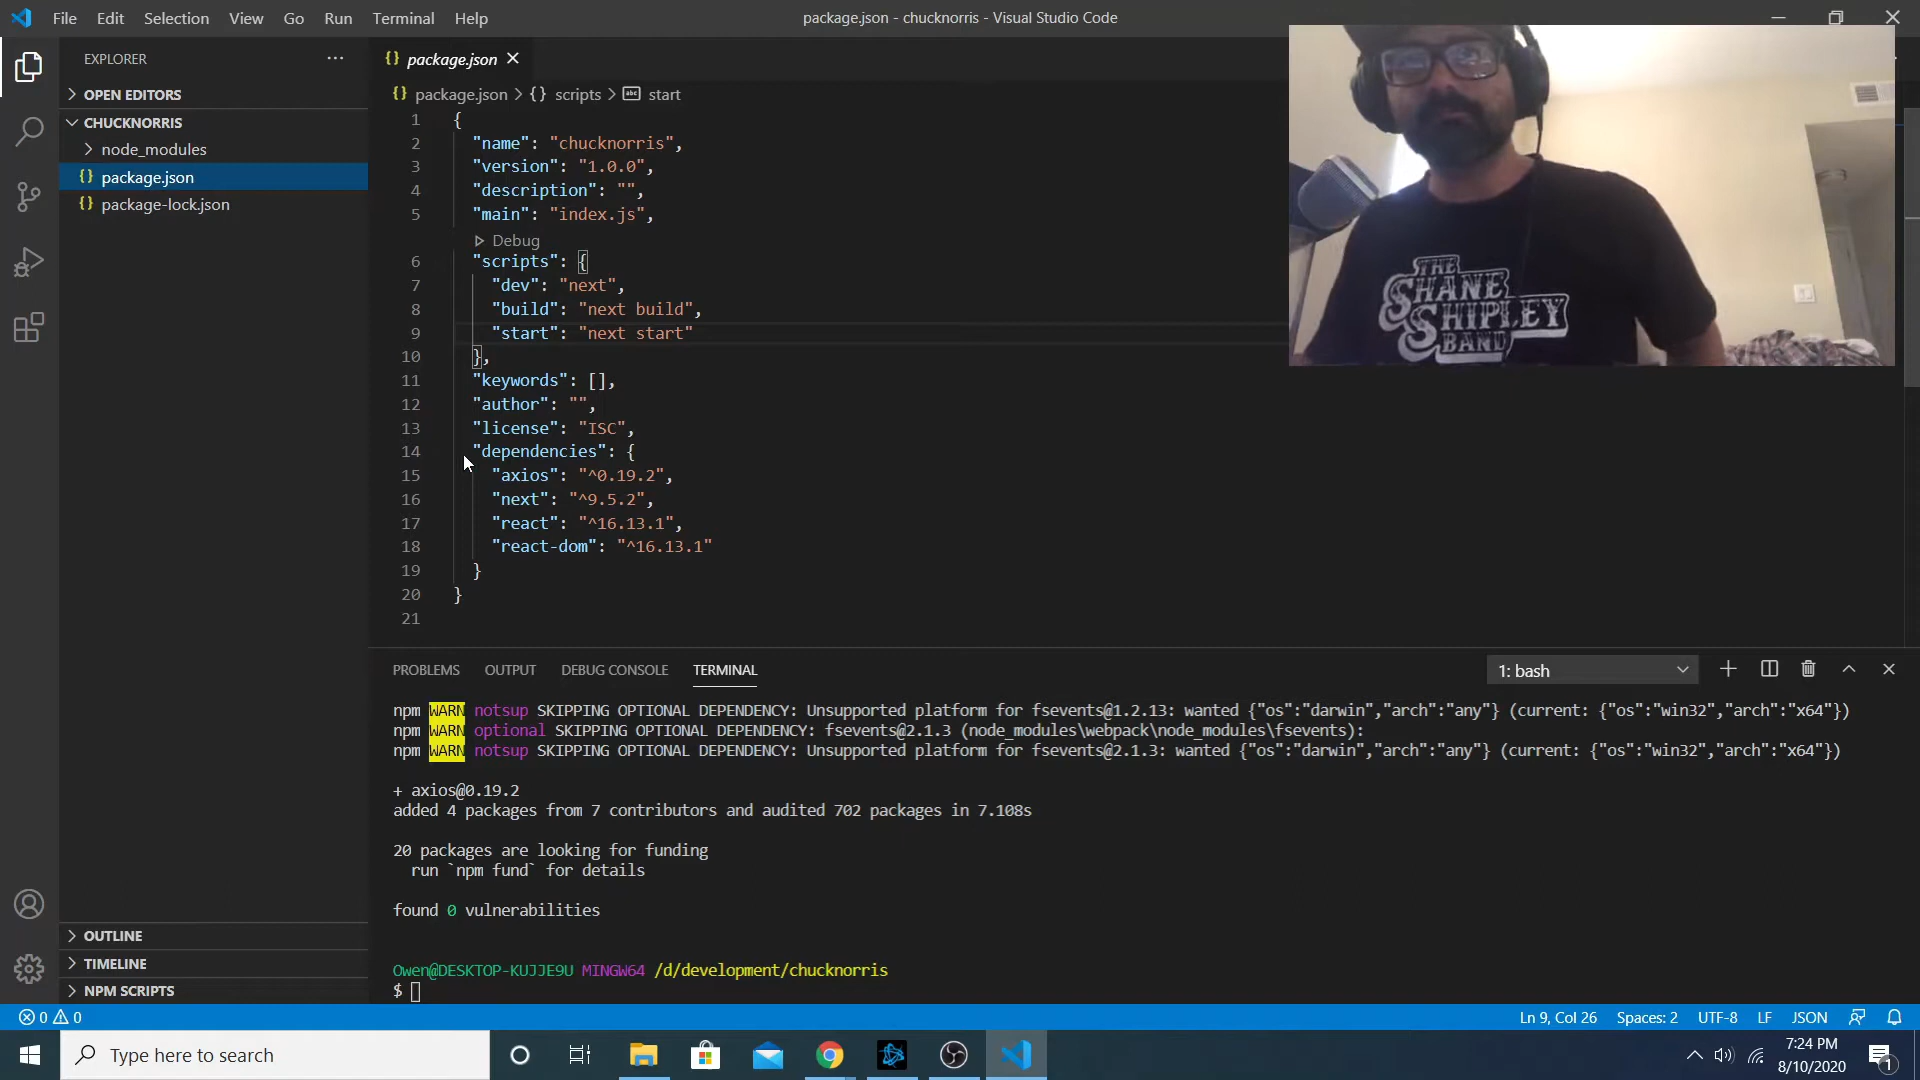 File Edit Selection View Go Run Terminal Help
package.json - chucknorris - Visual Studio Code
EXPLORER
OPEN EDITORS
CHUCKNORRIS
node_modules
{} package.json
{} package-lock.json
OUTLINE
TIMELINE
NPM SCRIPTS
{} package.json
{} package.json > {} scripts > abc start
1 {
2 "name": "chucknorris",
3 "version": "1.0.0",
4 "description": "",
5 "main": "index.js",
Debug
6 "scripts": {
7 "dev": "next",
8 "build": "next build",
9 "start": "next start"
10 },
11 "keywords": [],
12 "author": "",
13 "license": "ISC",
14 "dependencies": {
15 "axios": "^0.19.2",
16 "next": "^9.5.2",
17 "react": "^16.13.1",
18 "react-dom": "^16.13.1"
19 }
20 }
21
THE
SHANE
SHIPLEY
BAND
PROBLEMS OUTPUT DEBUG CONSOLE TERMINAL
1: bash
npm WARN notsup SKIPPING OPTIONAL DEPENDENCY: Unsupported platform for fsevents@1.2.13: wanted {"os":"darwin","arch":"any"} (current: {"os":"win32","arch":"x64"})
npm WARN optional SKIPPING OPTIONAL DEPENDENCY: fsevents@2.1.3 (node_modules\webpack\node_modules\fsevents):
npm WARN notsup SKIPPING OPTIONAL DEPENDENCY: Unsupported platform for fsevents@2.1.3: wanted {"os":"darwin","arch":"any"} (current: {"os":"win32","arch":"x64"})
+ axios@0.19.2
added 4 packages from 7 contributors and audited 702 packages in 7.108s
20 packages are looking for funding
run `npm fund` for details
found 0 vulnerabilities
Owen@DESKTOP-KUJJE9U MINGW64 /d/development/chucknorris
$
0 0
Ln 9, Col 26 Spaces: 2 UTF-8 LF JSON
Type here to search
7:24 PM
8/10/2020
1